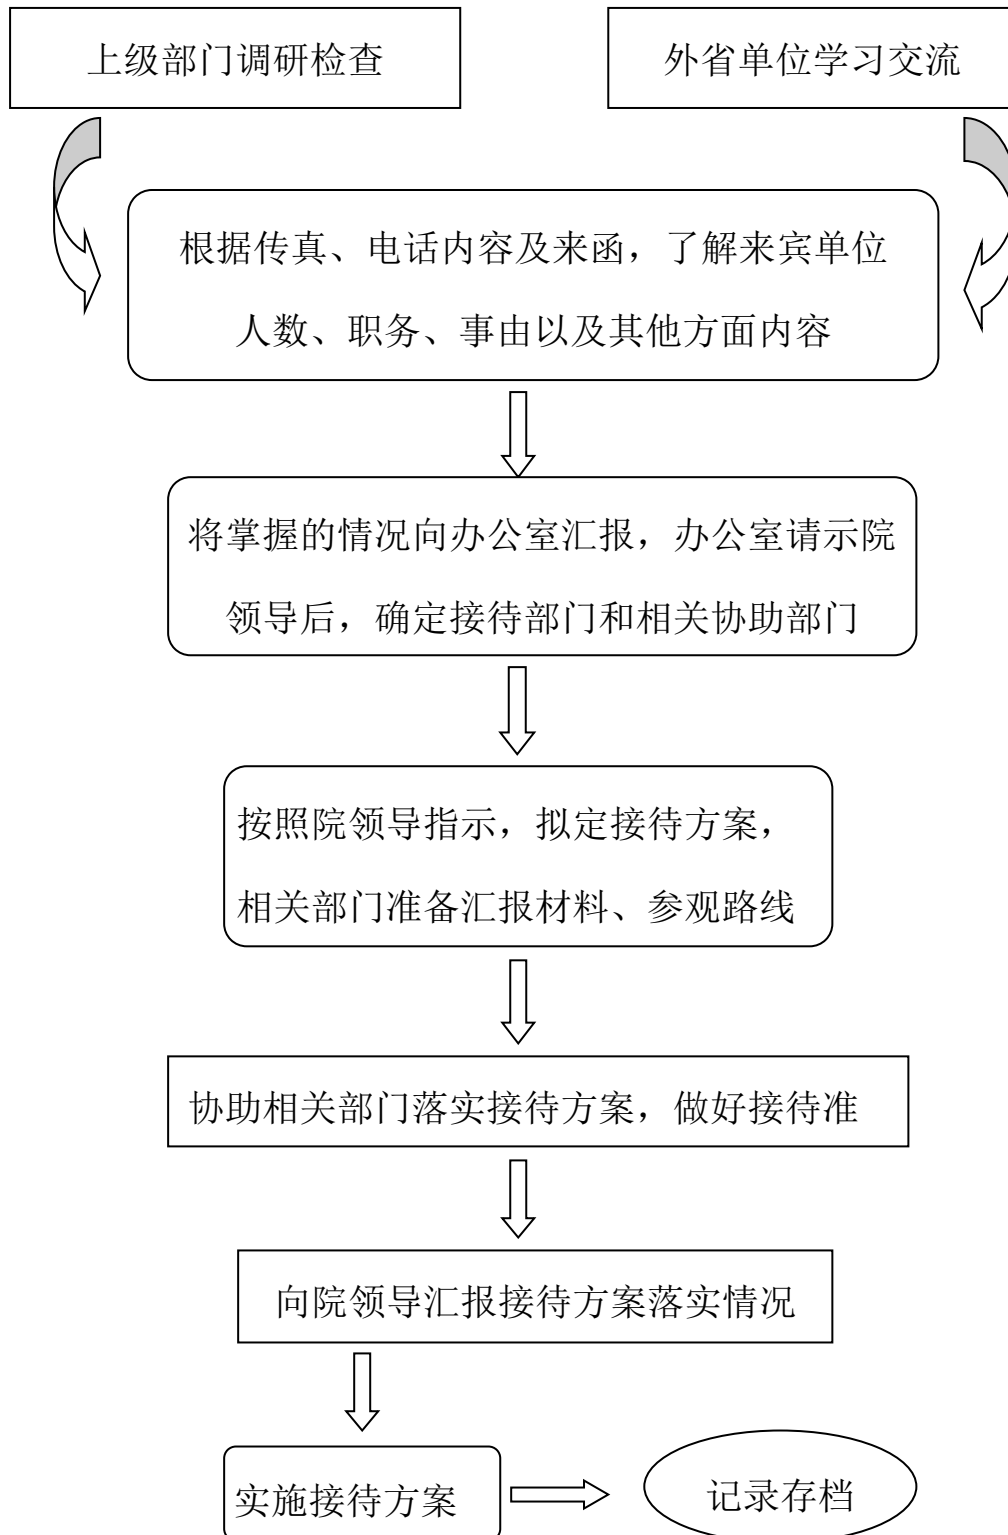 上级部门调研检查
外省单位学习交流
根据传真、电话内容及来函，了解来宾单位
人数、职务、事由以及其他方面内容
将掌握的情况向办公室汇报，办公室请示院
领导后，确定接待部门和相关协助部门
按照院领导指示，拟定接待方案，
相关部门准备汇报材料、参观路线
协助相关部门落实接待方案，做好接待准
向院领导汇报接待方案落实情况
实施接待方案
记录存档